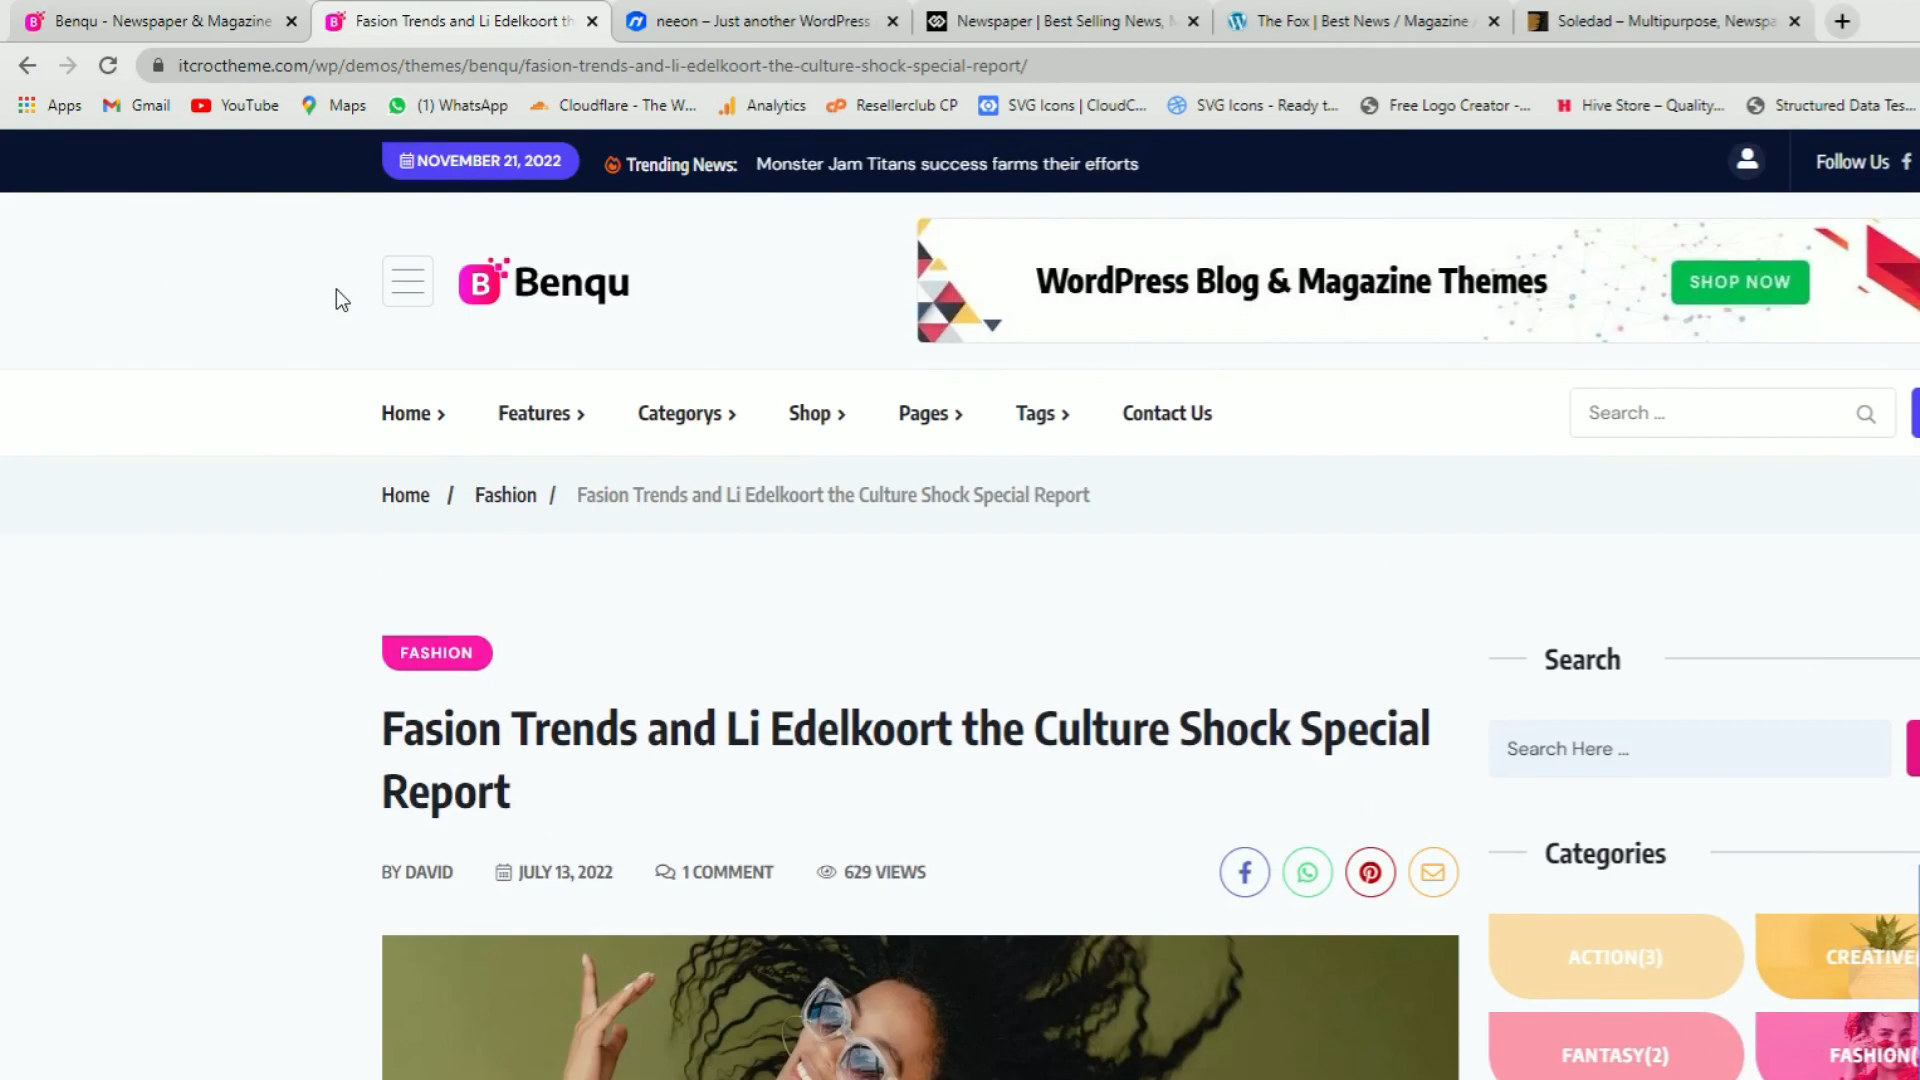 Benqu - Newspaper & Magazine
Fasion Trends and Li Edelkoort th
neeon – Just another WordPress
Newspaper | Best Selling News,
The Fox | Best News / Magazine
Soledad – Multipurpose, Newspa
itcroctheme.com/wp/demos/themes/benqu/fasion-trends-and-li-edelkoort-the-culture-shock-special-report/
Apps
Gmail
YouTube
Maps
(1) WhatsApp
Cloudflare - The W...
Analytics
cP Resellerclub CP
SVG Icons | CloudC...
SVG Icons - Ready t...
Free Logo Creator -...
H Hive Store – Quality...
Structured Data Tes...
NOVEMBER 21, 2022
Trending News: Monster Jam Titans success farms their efforts
Follow Us
B Benqu
WordPress Blog & Magazine Themes
SHOP NOW
Home
Features
Categorys
Shop
Pages
Tags
Contact Us
Search ...
Home / Fashion / Fasion Trends and Li Edelkoort the Culture Shock Special Report
FASHION
Fasion Trends and Li Edelkoort the Culture Shock Special
Report
BY DAVID
JULY 13, 2022
1 COMMENT
629 VIEWS
Search
Search Here ...
Categories
ACTION(3)
CREATIVE(
FANTASY(2)
FASHION(